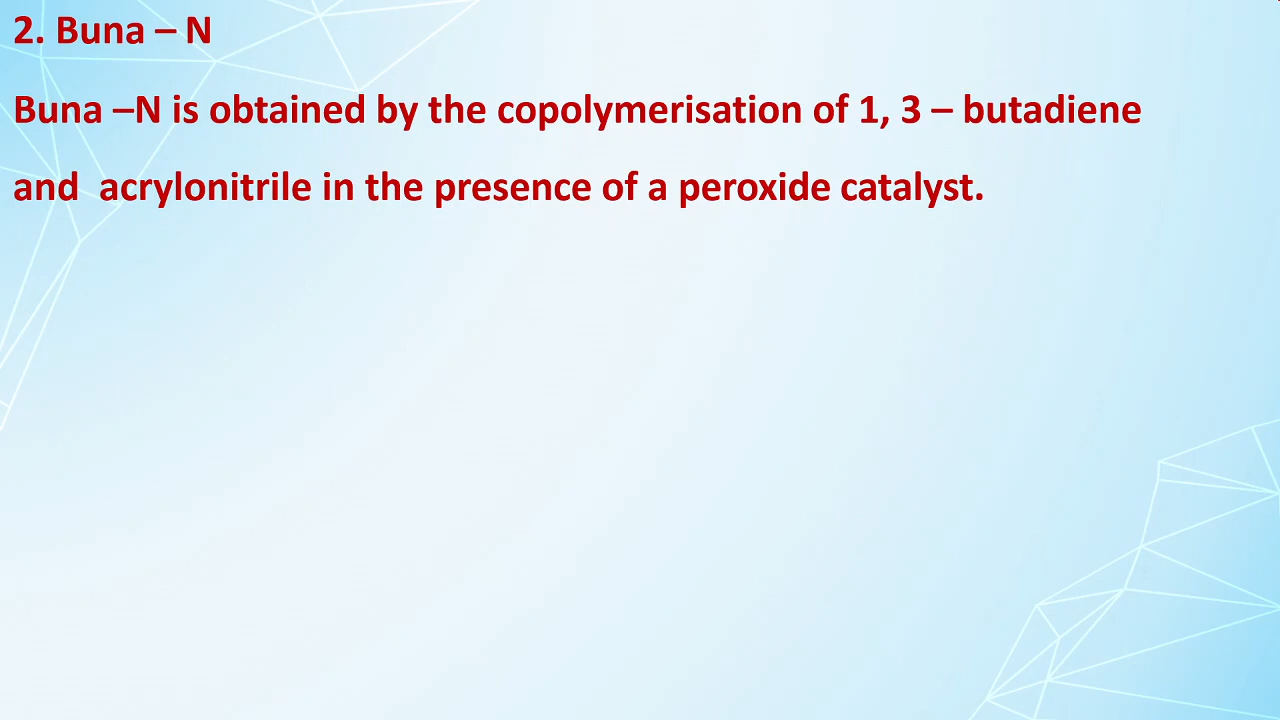 2. Buna – N
Buna –N is obtained by the copolymerisation of 1, 3 – butadiene
and  acrylonitrile in the presence of a peroxide catalyst.